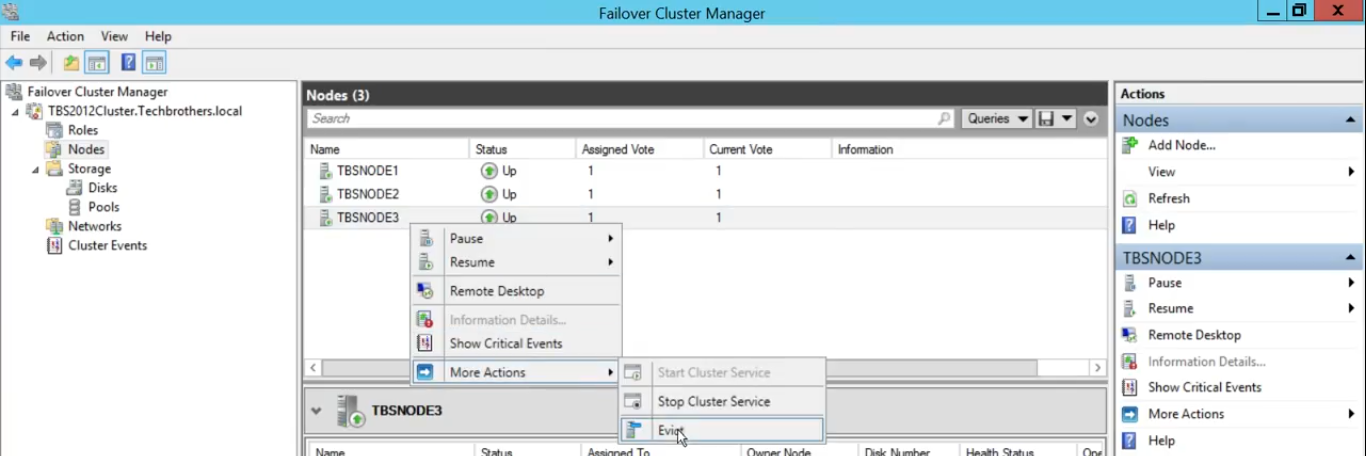 Failover Cluster Manager
File Action View Help
Failover Cluster Manager
TBS2012Cluster.Techbrothers.local
Roles
Nodes
Storage
Disks
Pools
Networks
Cluster Events
Nodes (3)
Search
Queries
Name Status Assigned Vote Current Vote Information
TBSNODE1 Up 1 1
TBSNODE2 Up 1 1
TBSNODE3 Up 1 1
Pause
Resume
Remote Desktop
Information Details...
Show Critical Events
More Actions
Start Cluster Service
Stop Cluster Service
Evict
TBSNODE3
Name Status Assigned To Owner Node Disk Number Health Status
Actions
Nodes
Add Node...
View
Refresh
Help
TBSNODE3
Pause
Resume
Remote Desktop
Information Details...
Show Critical Events
More Actions
Help